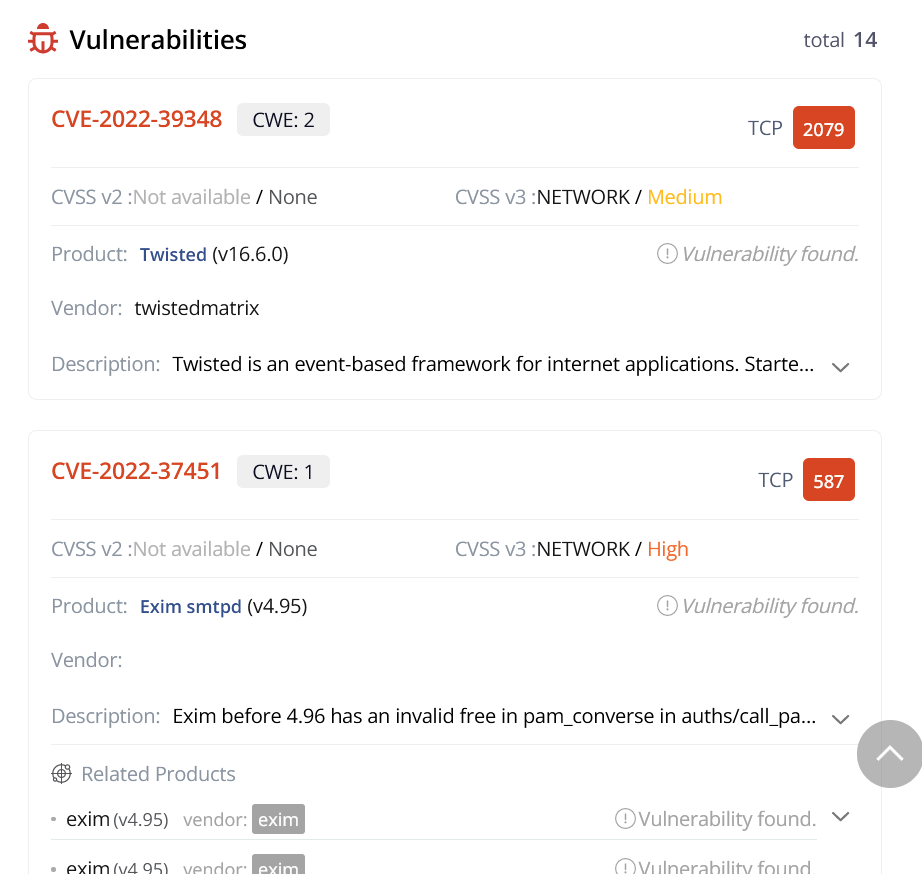 Vulnerabilities total 14
CVE-2022-39348 CWE: 2 TCP 2079
CVSS v2 :Not available / None CVSS v3 :NETWORK / Medium
Product: Twisted (v16.6.0) Vulnerability found.
Vendor: twistedmatrix
Description: Twisted is an event-based framework for internet applications. Starte...
CVE-2022-37451 CWE: 1 TCP 587
CVSS v2 :Not available / None CVSS v3 :NETWORK / High
Product: Exim smtpd (v4.95) Vulnerability found.
Vendor:
Description: Exim before 4.96 has an invalid free in pam_converse in auths/call_pa...
Related Products
• exim (v4.95) vendor: exim Vulnerability found.
• exim (v4.95) vendor: exim Vulnerability found.